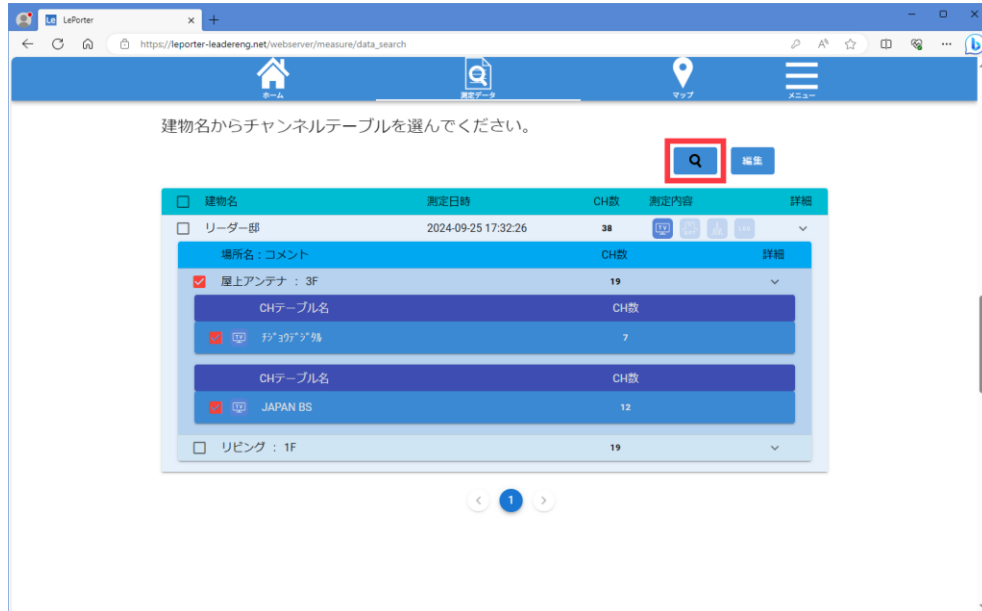 LePorter
https://leporter-leadereng.net/webserver/measure/data_search
ホーム 測定データ マップ メニュー
建物名からチャンネルテーブルを選んでください。
編集
建物名 測定日時 CH数 測定内容 詳細
リーダー邸 2024-09-25 17:32:26 38 TV
場所名：コメント CH数 詳細
屋上アンテナ ： 3F 19
CHテーブル名 CH数
TV ﾁｼﾞｮｳﾃﾞｼﾞﾀﾙ 7
CHテーブル名 CH数
TV JAPAN BS 12
リビング ： 1F 19
1